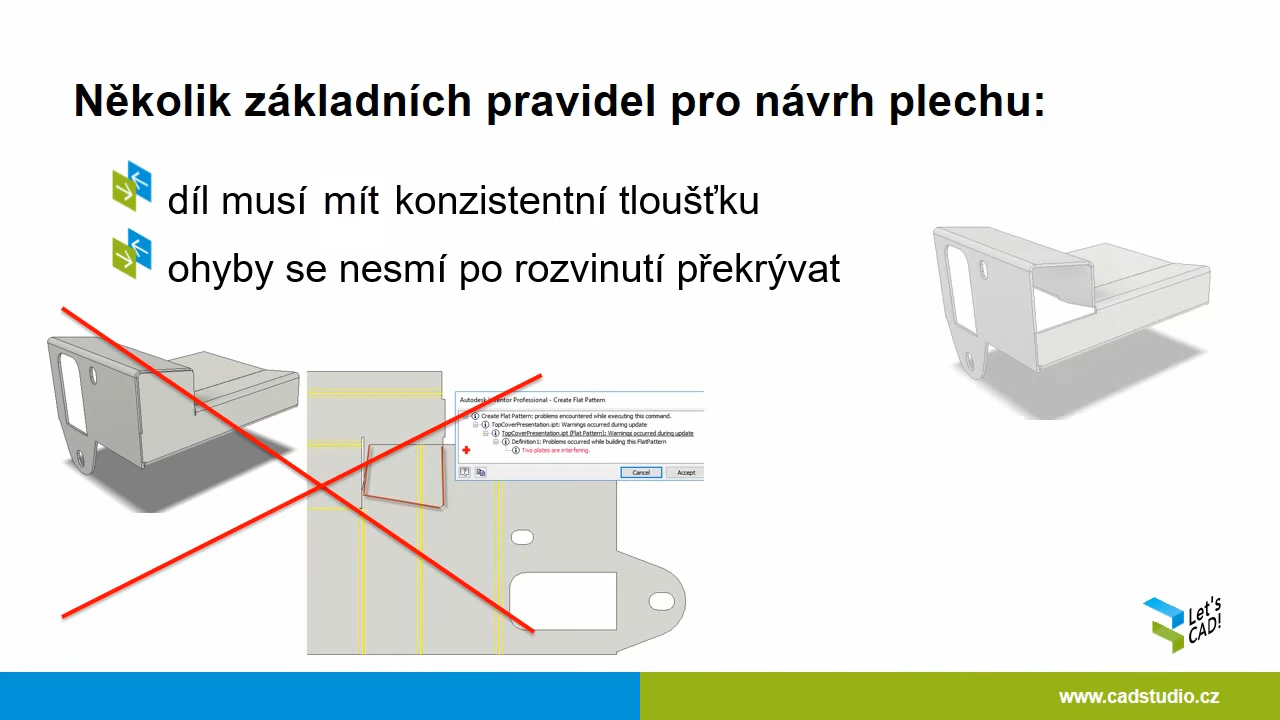 Několik základních pravidel pro návrh plechu:
díl musí mít konzistentní tloušťku
ohyby se nesmí po rozvinutí překrývat
Autodesk Inventor Professional - Create Flat Pattern
Create Flat Pattern: problems encountered while executing this command.
TopCoverPresentation.ipt: Warnings occurred during update
TopCoverPresentation.ipt (Flat Pattern): Warnings occurred during update
Definition1: Problems occurred while building this FlatPattern
Two plates are interfering.
Cancel Accept
Let's
CAD!
www.cadstudio.cz